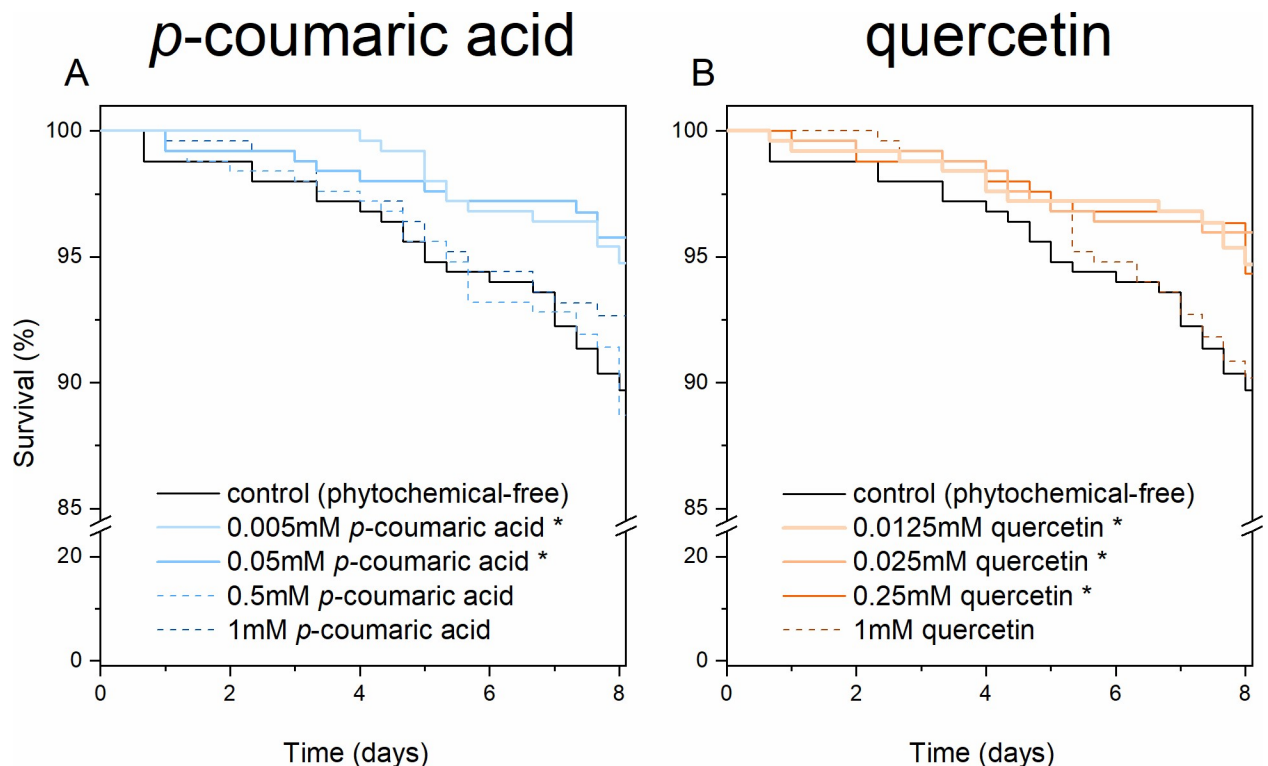 p-coumaric acid
quercetin
A
B
100
95
90
85
20
0
Survival (%)
control (phytochemical-free)
0.005mM p-coumaric acid *
0.05mM p-coumaric acid *
0.5mM p-coumaric acid
1mM p-coumaric acid
0
2
4
6
8
Time (days)
100
95
90
85
20
0
control (phytochemical-free)
0.0125mM quercetin *
0.025mM quercetin *
0.25mM quercetin *
1mM quercetin
0
2
4
6
8
Time (days)